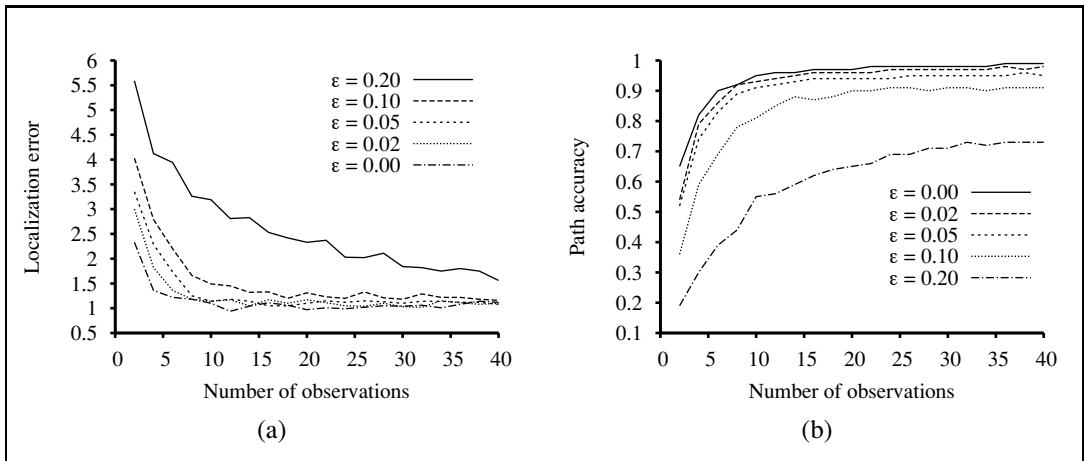 6
5.5
5
4.5
4
3.5
3
2.5
2
1.5
1
0.5
0 5 10 15 20 25 30 35 40
Localization error
Number of observations
ε = 0.20
ε = 0.10
ε = 0.05
ε = 0.02
ε = 0.00
(a)
1
0.9
0.8
0.7
0.6
0.5
0.4
0.3
0.2
0.1
0 5 10 15 20 25 30 35 40
Path accuracy
Number of observations
ε = 0.00
ε = 0.02
ε = 0.05
ε = 0.10
ε = 0.20
(b)